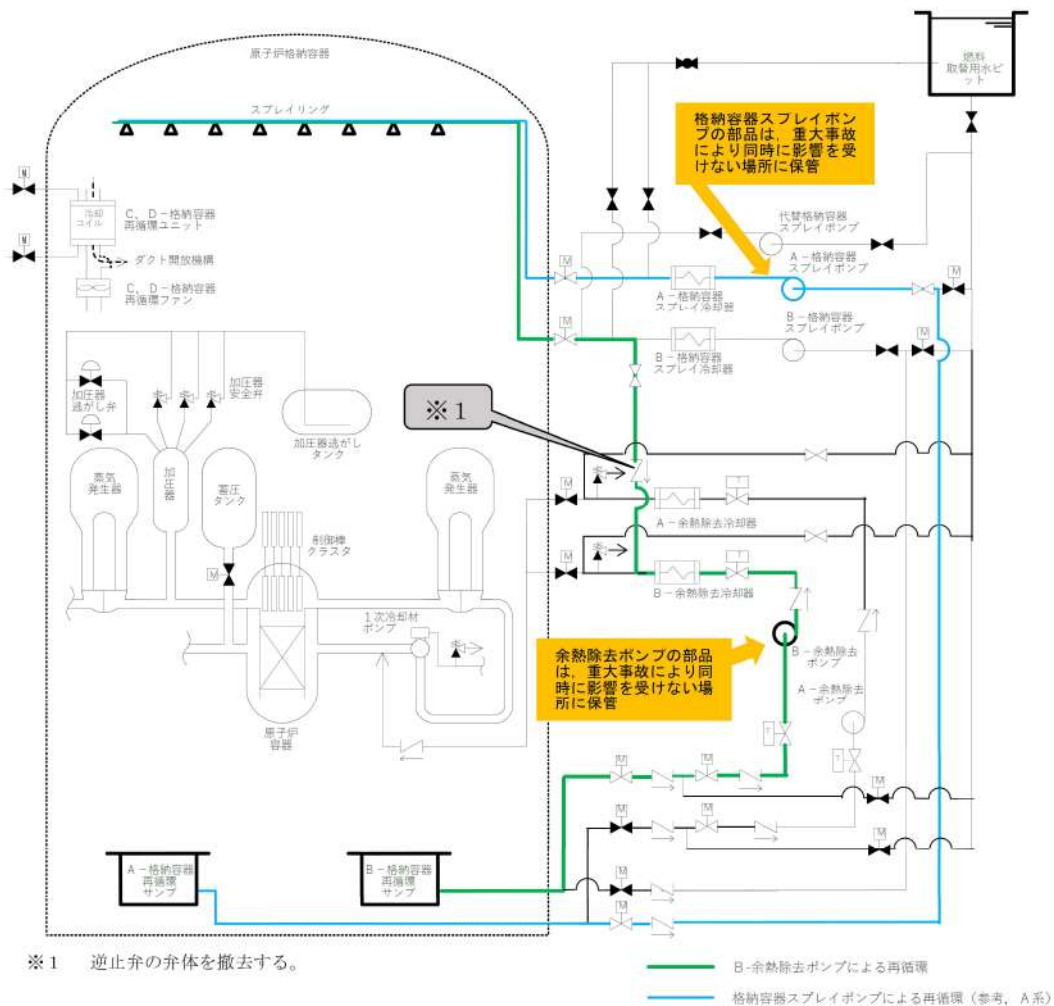 原子炉格納容器
燃料
取替用水ピ
ット
スプレイリング
格納容器スプレイポン
プの部品は，重大事故
により同時に影響を受
けない場所に保管
M
冷却
コイル
C、D－格納容器
再循環ユニット
M
ダクト開放機構
C、D－格納容器
再循環ファン
代替格納容器
スプレイポンプ
A－格納容器
スプレイポンプ
M
M
A－格納容器
スプレイ冷却器
B－格納容器
スプレイポンプ
M
M
B－格納容器
スプレイ冷却器
加圧器
逃がし弁
加圧器
安全弁
加圧器逃がし
タンク
※１
蒸気
発生器
加
圧
器
蓄圧
タンク
蒸気
発生器
M
T
A－余熱除去冷却器
制御棒
クラスタ
M
M
T
B－余熱除去冷却器
１次冷却材
ポンプ
B－余熱除去
ポンプ
余熱除去ポンプの部品
は，重大事故により同
時に影響を受けない場
所に保管
A－余熱除去
ポンプ
原子炉
容器
T
T
M
M
M
M
M
M
A－格納容器
再循環
サンプ
B－格納容器
再循環
サンプ
M
M
※１　逆止弁の弁体を撤去する。
B-余熱除去ポンプによる再循環
格納容器スプレイポンプによる再循環（参考，A系）